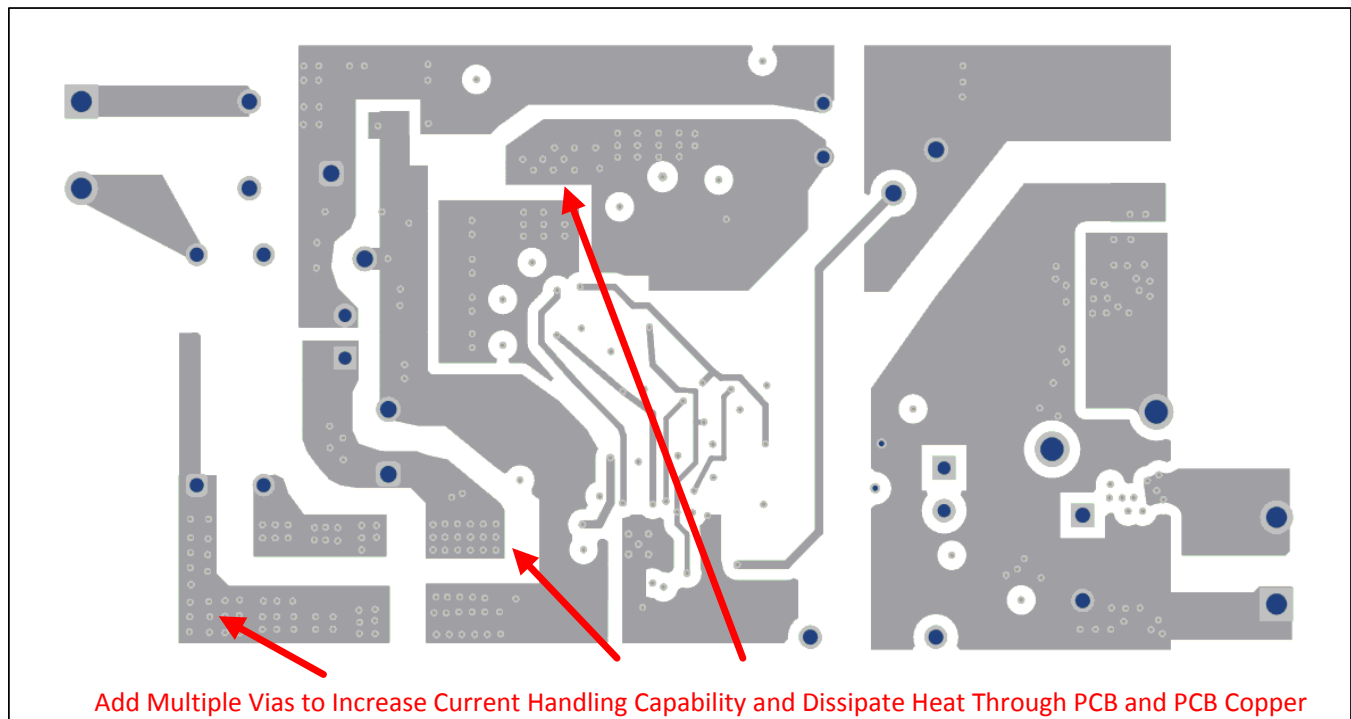 Add Multiple Vias to Increase Current Handling Capability and Dissipate Heat Through PCB and PCB Copper